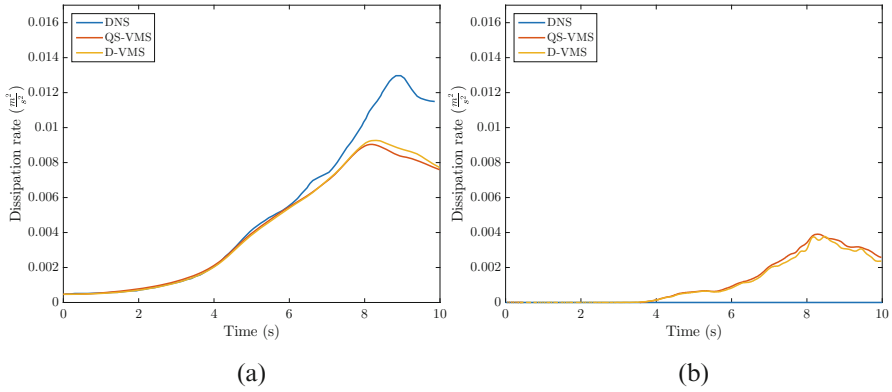 0.016
0.014
0.012
0.01
0.008
0.006
0.004
0.002
0
Dissipation rate (m²/s²)
DNS
QS-VMS
D-VMS
0 2 4 6 8 10
Time (s)
(a)
0.016
0.014
0.012
0.01
0.008
0.006
0.004
0.002
0
Dissipation rate (m²/s²)
DNS
QS-VMS
D-VMS
0 2 4 6 8 10
Time (s)
(b)